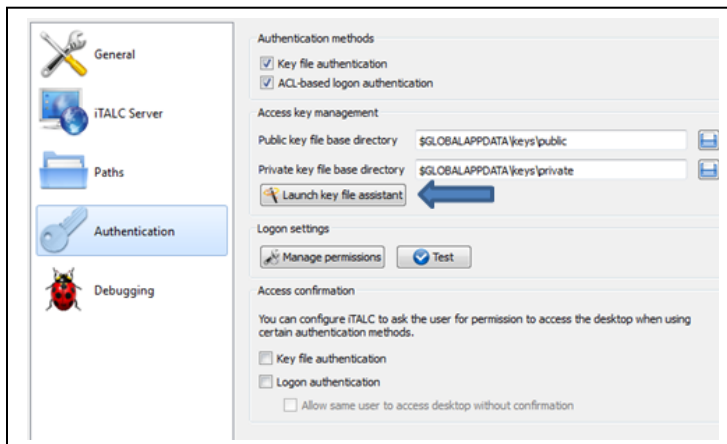 General
iTALC Server
Paths
Authentication
Debugging
Authentication methods
Key file authentication
ACL-based logon authentication
Access key management
Public key file base directory $GLOBALAPPDATA\keys\public
Private key file base directory $GLOBALAPPDATA\keys\private
Launch key file assistant
Logon settings
Manage permissions Test
Access confirmation
You can configure iTALC to ask the user for permission to access the desktop when using
certain authentication methods.
Key file authentication
Logon authentication
Allow same user to access desktop without confirmation